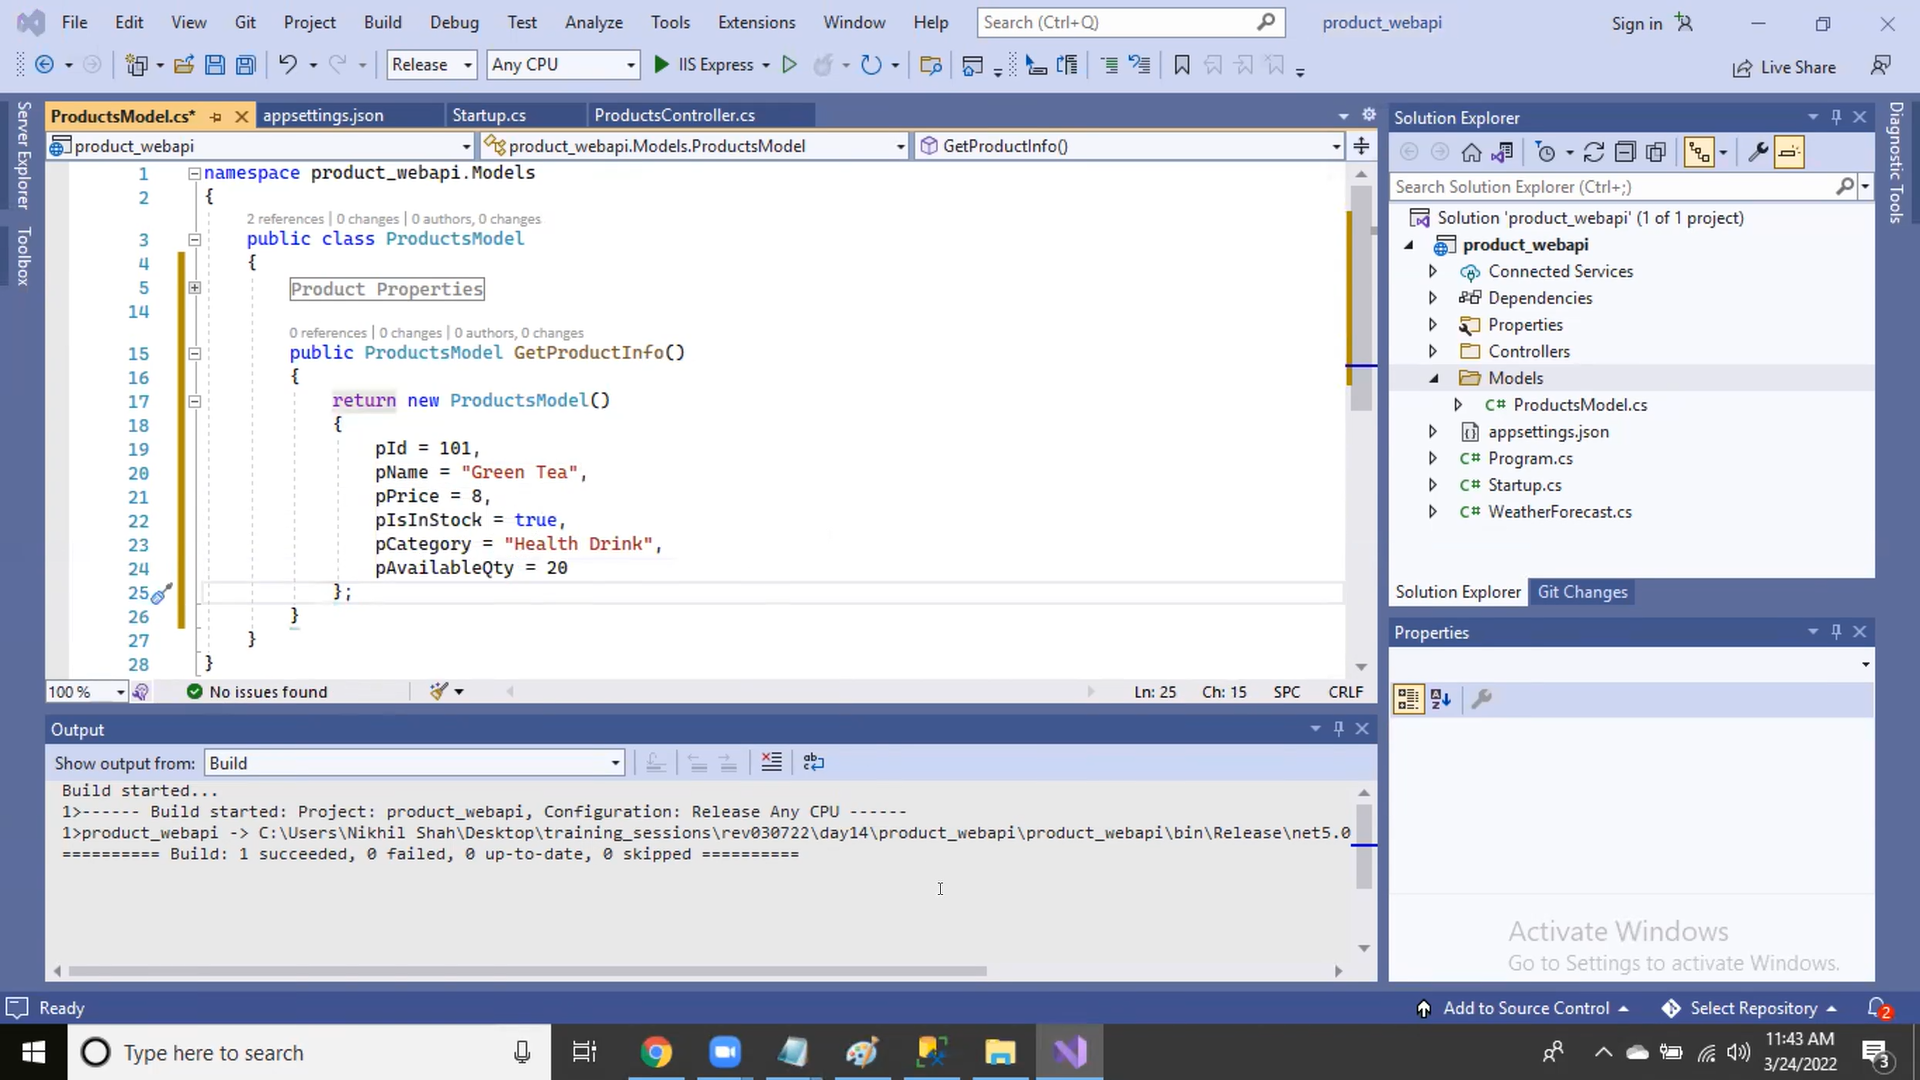 File Edit View Git Project Build Debug Test Analyze Tools Extensions Window Help Search (Ctrl+Q) product_webapi Sign in
Release Any CPU IIS Express Live Share
Server Explorer
Toolbox
ProductsModel.cs* appsettings.json Startup.cs ProductsController.cs
product_webapi product_webapi.Models.ProductsModel GetProductInfo()
1 namespace product_webapi.Models
2 {
2 references | 0 changes | 0 authors, 0 changes
3 public class ProductsModel
4 {
5 Product Properties
14
0 references | 0 changes | 0 authors, 0 changes
15 public ProductsModel GetProductInfo()
16 {
17 return new ProductsModel()
18 {
19 pId = 101,
20 pName = "Green Tea",
21 pPrice = 8,
22 pIsInStock = true,
23 pCategory = "Health Drink",
24 pAvailableQty = 20
25 };
26 }
27 }
28 }
100 % No issues found Ln: 25 Ch: 15 SPC CRLF
Output
Show output from: Build
Build started...
1>------ Build started: Project: product_webapi, Configuration: Release Any CPU ------
1>product_webapi -> C:\Users\Nikhil Shah\Desktop\training_sessions\rev030722\day14\product_webapi\product_webapi\bin\Release\net5.0
========== Build: 1 succeeded, 0 failed, 0 up-to-date, 0 skipped ==========
Solution Explorer
Search Solution Explorer (Ctrl+;)
Solution 'product_webapi' (1 of 1 project)
product_webapi
Connected Services
Dependencies
Properties
Controllers
Models
C# ProductsModel.cs
appsettings.json
C# Program.cs
C# Startup.cs
C# WeatherForecast.cs
Solution Explorer Git Changes
Properties
Diagnostic Tools
Activate Windows
Go to Settings to activate Windows.
Ready Add to Source Control Select Repository 2
Type here to search
11:43 AM
3/24/2022
3